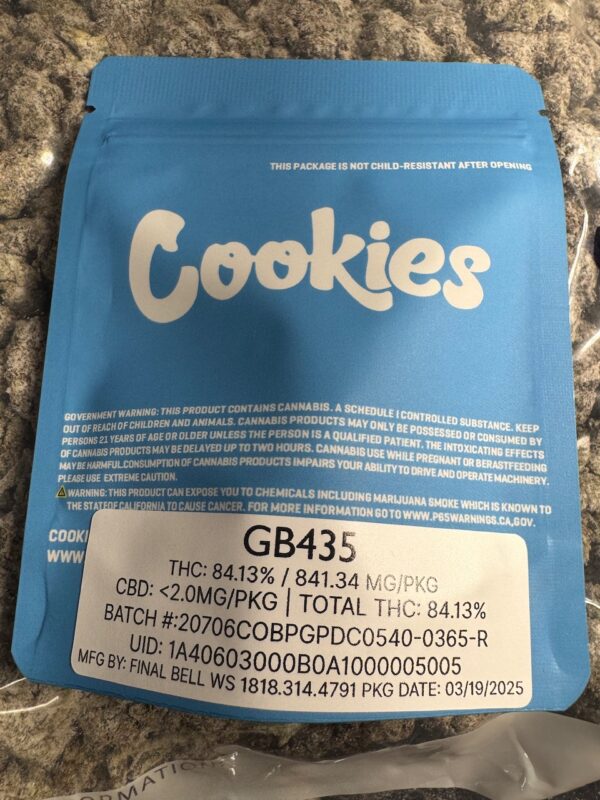 THIS PACKAGE IS NOT CHILD-RESISTANT AFTER OPENING
Cookies
GOVERNMENT WARNING: THIS PRODUCT CONTAINS CANNABIS. A SCHEDULE I CONTROLLED SUBSTANCE. KEEP
OUT OF REACH OF CHILDREN AND ANIMALS. CANNABIS PRODUCTS MAY ONLY BE POSSESSED OR CONSUMED BY
PERSONS 21 YEARS OF AGE OR OLDER UNLESS THE PERSON IS A QUALIFIED PATIENT. THE INTOXICATING EFFECTS
OF CANNABIS PRODUCTS MAY BE DELAYED UP TO TWO HOURS. CANNABIS USE WHILE PREGNANT OR BREASTFEEDING
MAY BE HARMFUL.CONSUMPTION OF CANNABIS PRODUCTS IMPAIRS YOUR ABILITY TO DRIVE AND OPERATE MACHINERY.
PLEASE USE EXTREME CAUTION.
WARNING: THIS PRODUCT CAN EXPOSE YOU TO CHEMICALS INCLUDING MARIJUANA SMOKE WHICH IS KNOWN TO
THE STATE OF CALIFORNIA TO CAUSE CANCER. FOR MORE INFORMATION GO TO WWW.P65WARNINGS.CA.GOV.
COOKI
WWW
GB435
THC: 84.13% / 841.34 MG/PKG
CBD: <2.0MG/PKG | TOTAL THC: 84.13%
BATCH #:20706COBPGPDC0540-0365-R
UID: 1A40603000B0A1000005005
MFG BY: FINAL BELL WS 1818.314.4791 PKG DATE: 03/19/2025
ORMATION